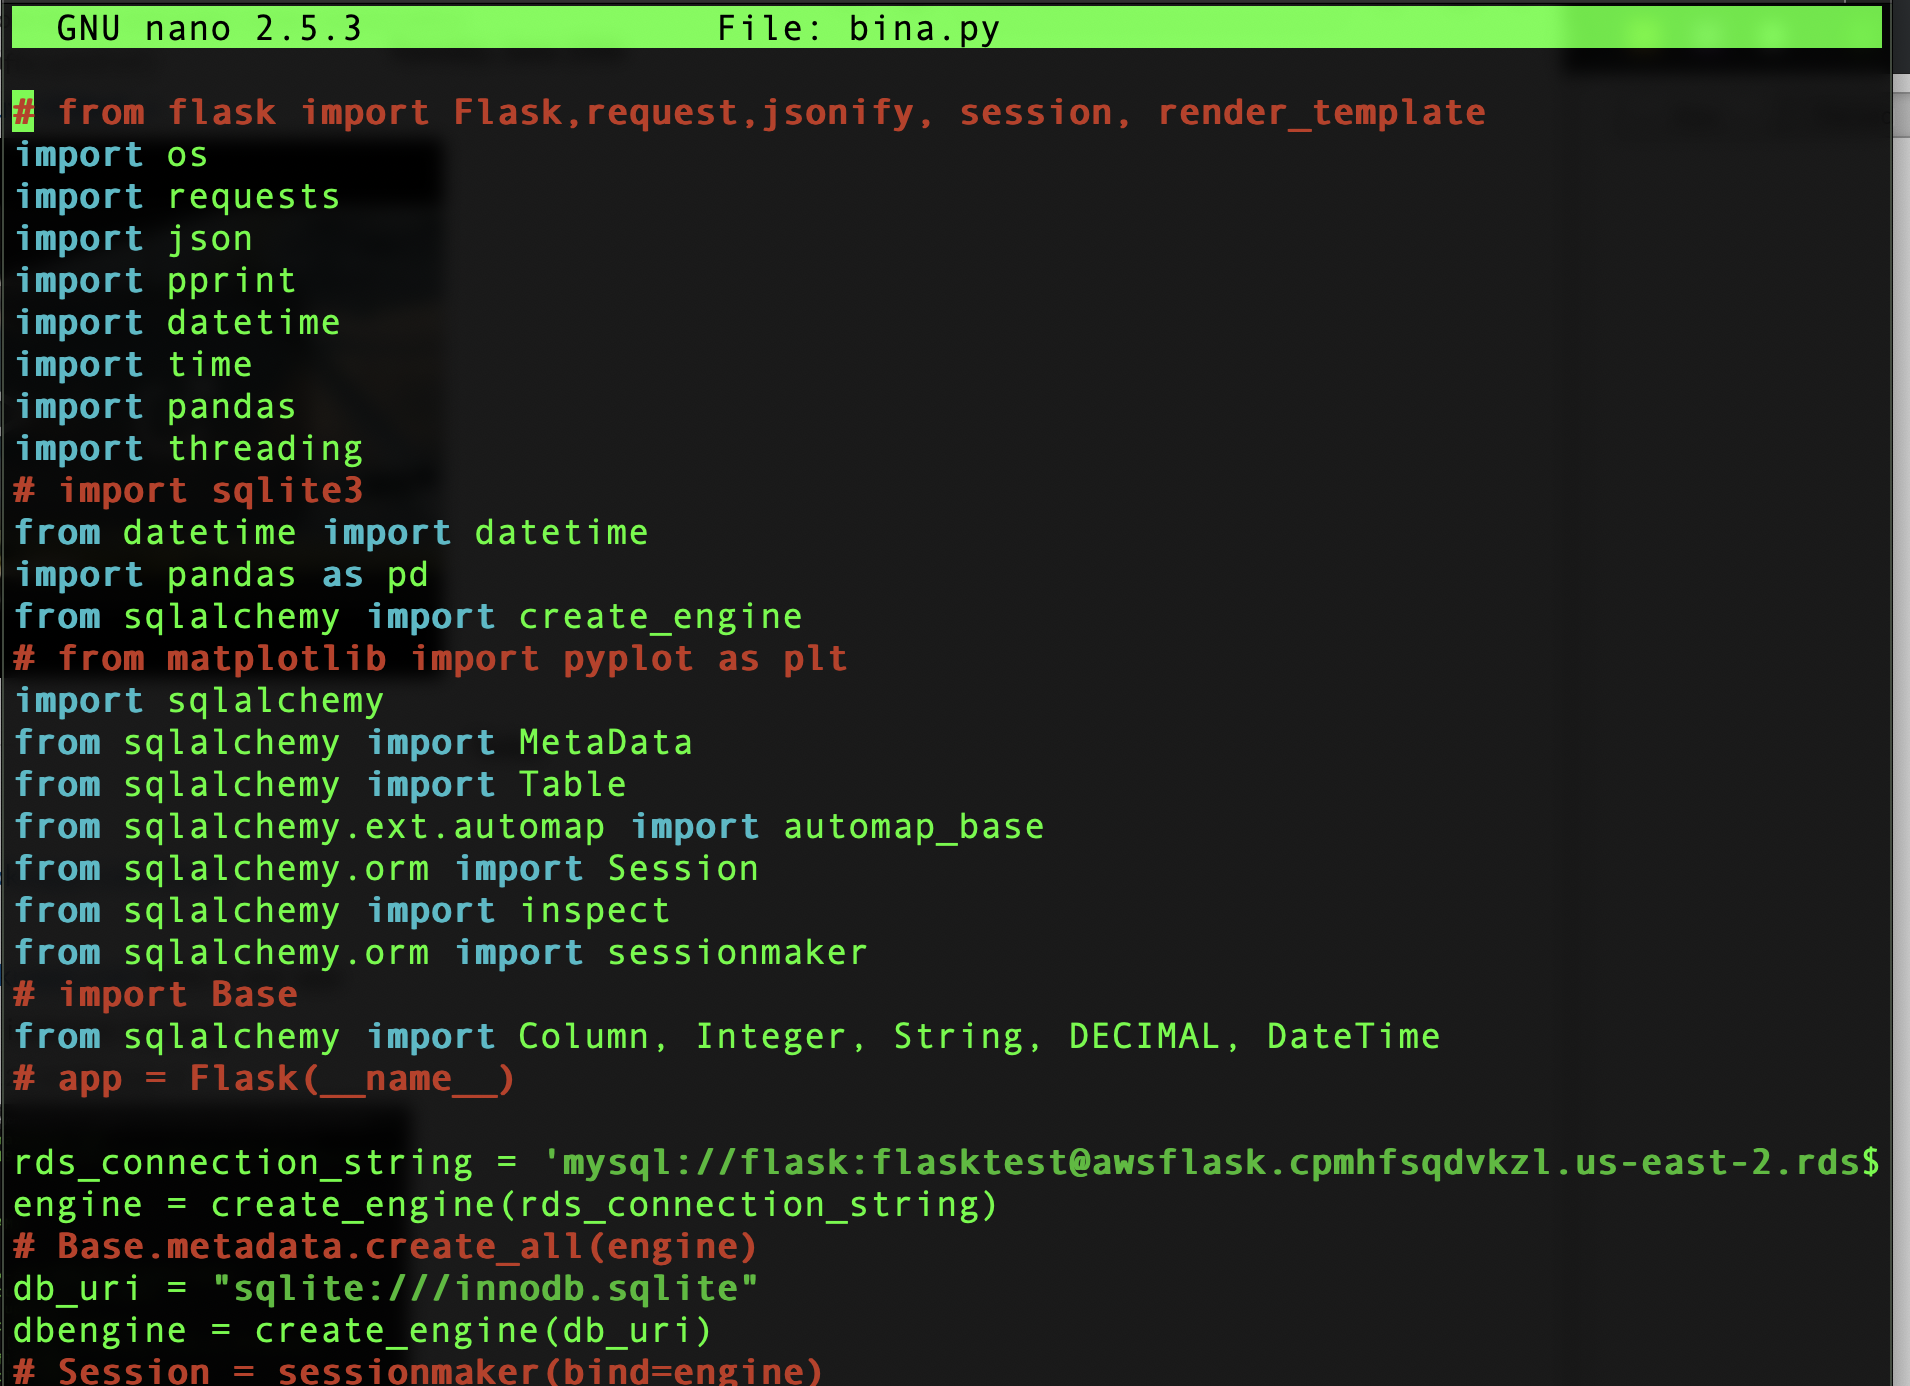 GNU nano 2.5.3 File: bina.py
# from flask import Flask,request,jsonify, session, render_template
import os
import requests
import json
import pprint
import datetime
import time
import pandas
import threading
# import sqlite3
from datetime import datetime
import pandas as pd
from sqlalchemy import create_engine
# from matplotlib import pyplot as plt
import sqlalchemy
from sqlalchemy import MetaData
from sqlalchemy import Table
from sqlalchemy.ext.automap import automap_base
from sqlalchemy.orm import Session
from sqlalchemy import inspect
from sqlalchemy.orm import sessionmaker
# import Base
from sqlalchemy import Column, Integer, String, DECIMAL, DateTime
# app = Flask(__name__)
rds_connection_string = 'mysql://flask:flasktest@awsflask.cpmhfsqdvkzl.us-east-2.rds$
engine = create_engine(rds_connection_string)
# Base.metadata.create_all(engine)
db_uri = "sqlite:///innodb.sqlite"
dbengine = create_engine(db_uri)
# Session = sessionmaker(bind=engine)